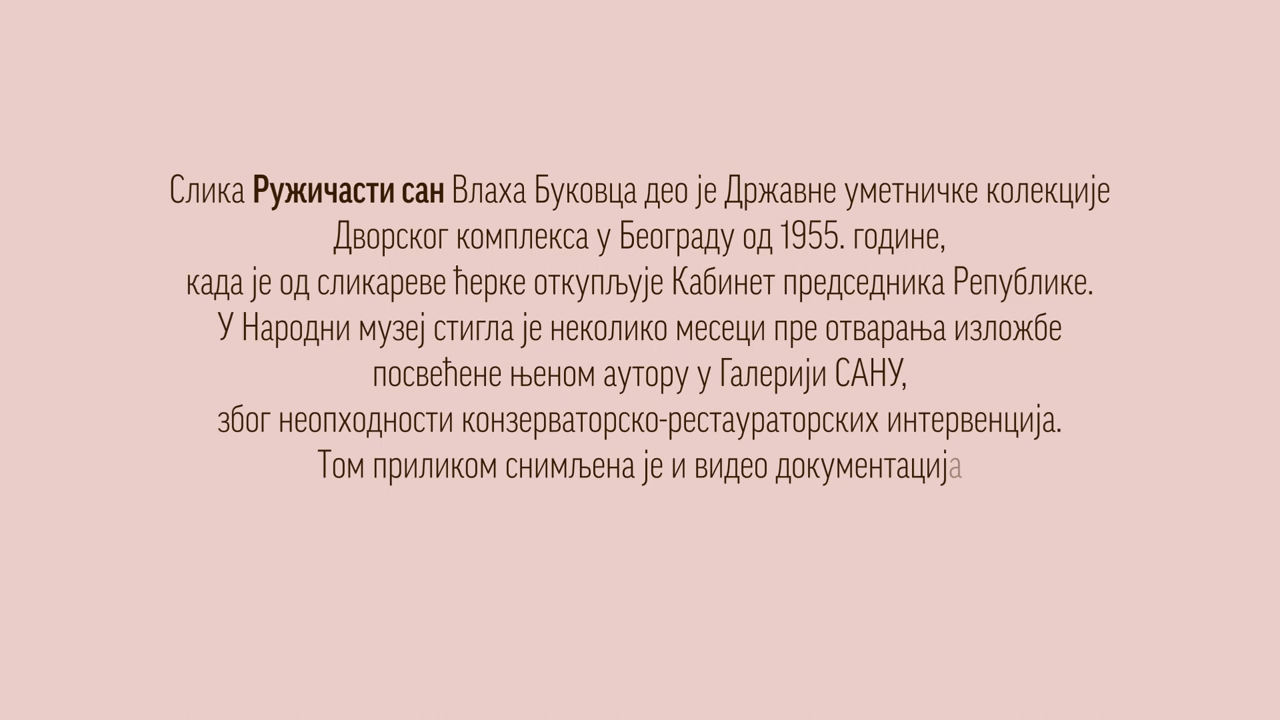 Слика Ружичасти сан Влаха Буковца део је Државне уметничке колекције
Дворског комплекса у Београду од 1955. године,
када је од сликареве ћерке откупљује Кабинет председника Републике.
У Народни музеј стигла је неколико месеци пре отварања изложбе
посвећене њеном аутору у Галерији САНУ,
због неопходности конзерваторско-рестаураторских интервенција.
Том приликом снимљена је и видео документација